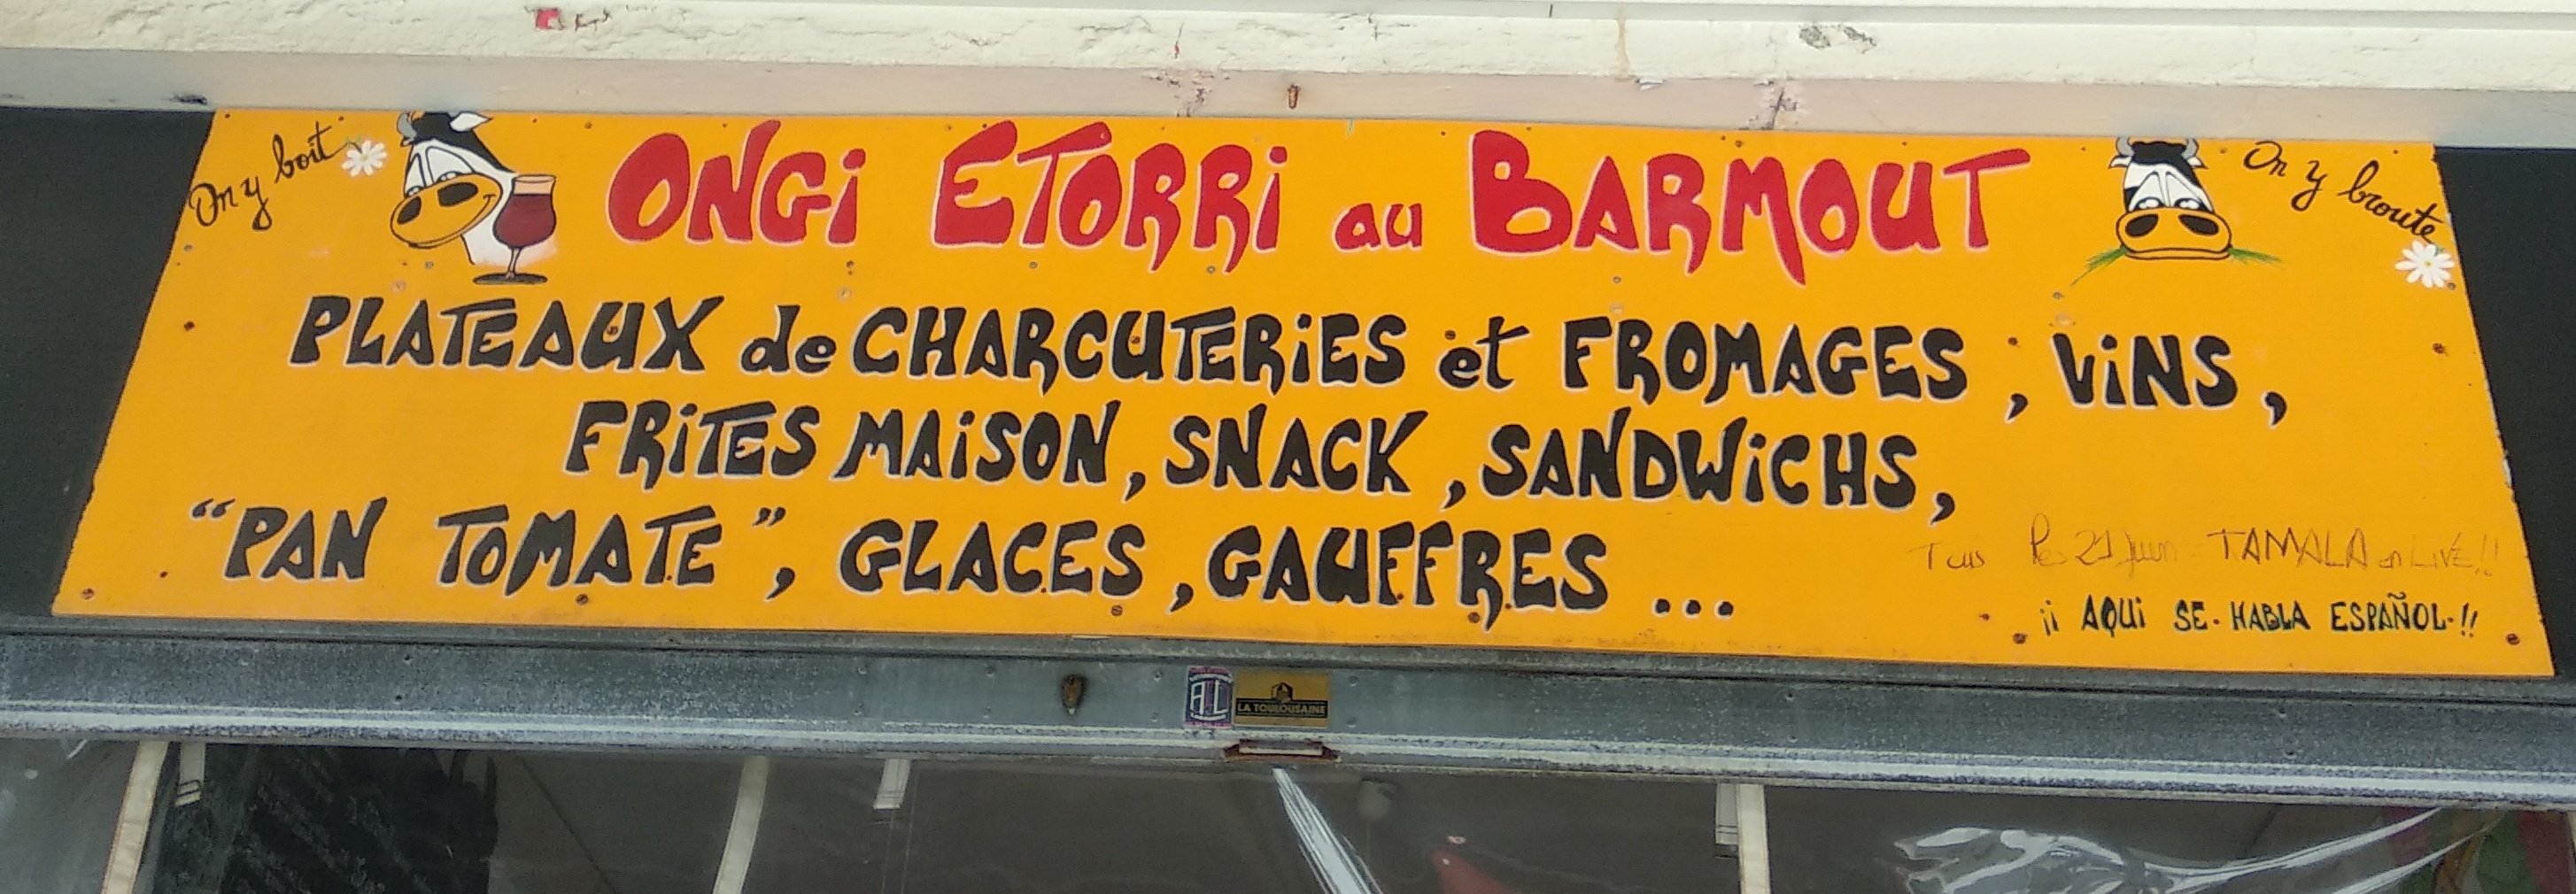 On y boit
ONGi ETORRi au BARMOUT
On y broute
PLATEAUX de CHARCUTERiES et FROMAGES , ViNS ,
FRiTES MAiSON , SNACK , SANDWiCHS ,
“PAN TOMATE” , GLACES , GAUFFRES ...
Tous les 21 juin TAMALA en LIVE !!
¡¡ AQUi SE HABLA ESPAÑOL !!
LA TOULOUSAINE